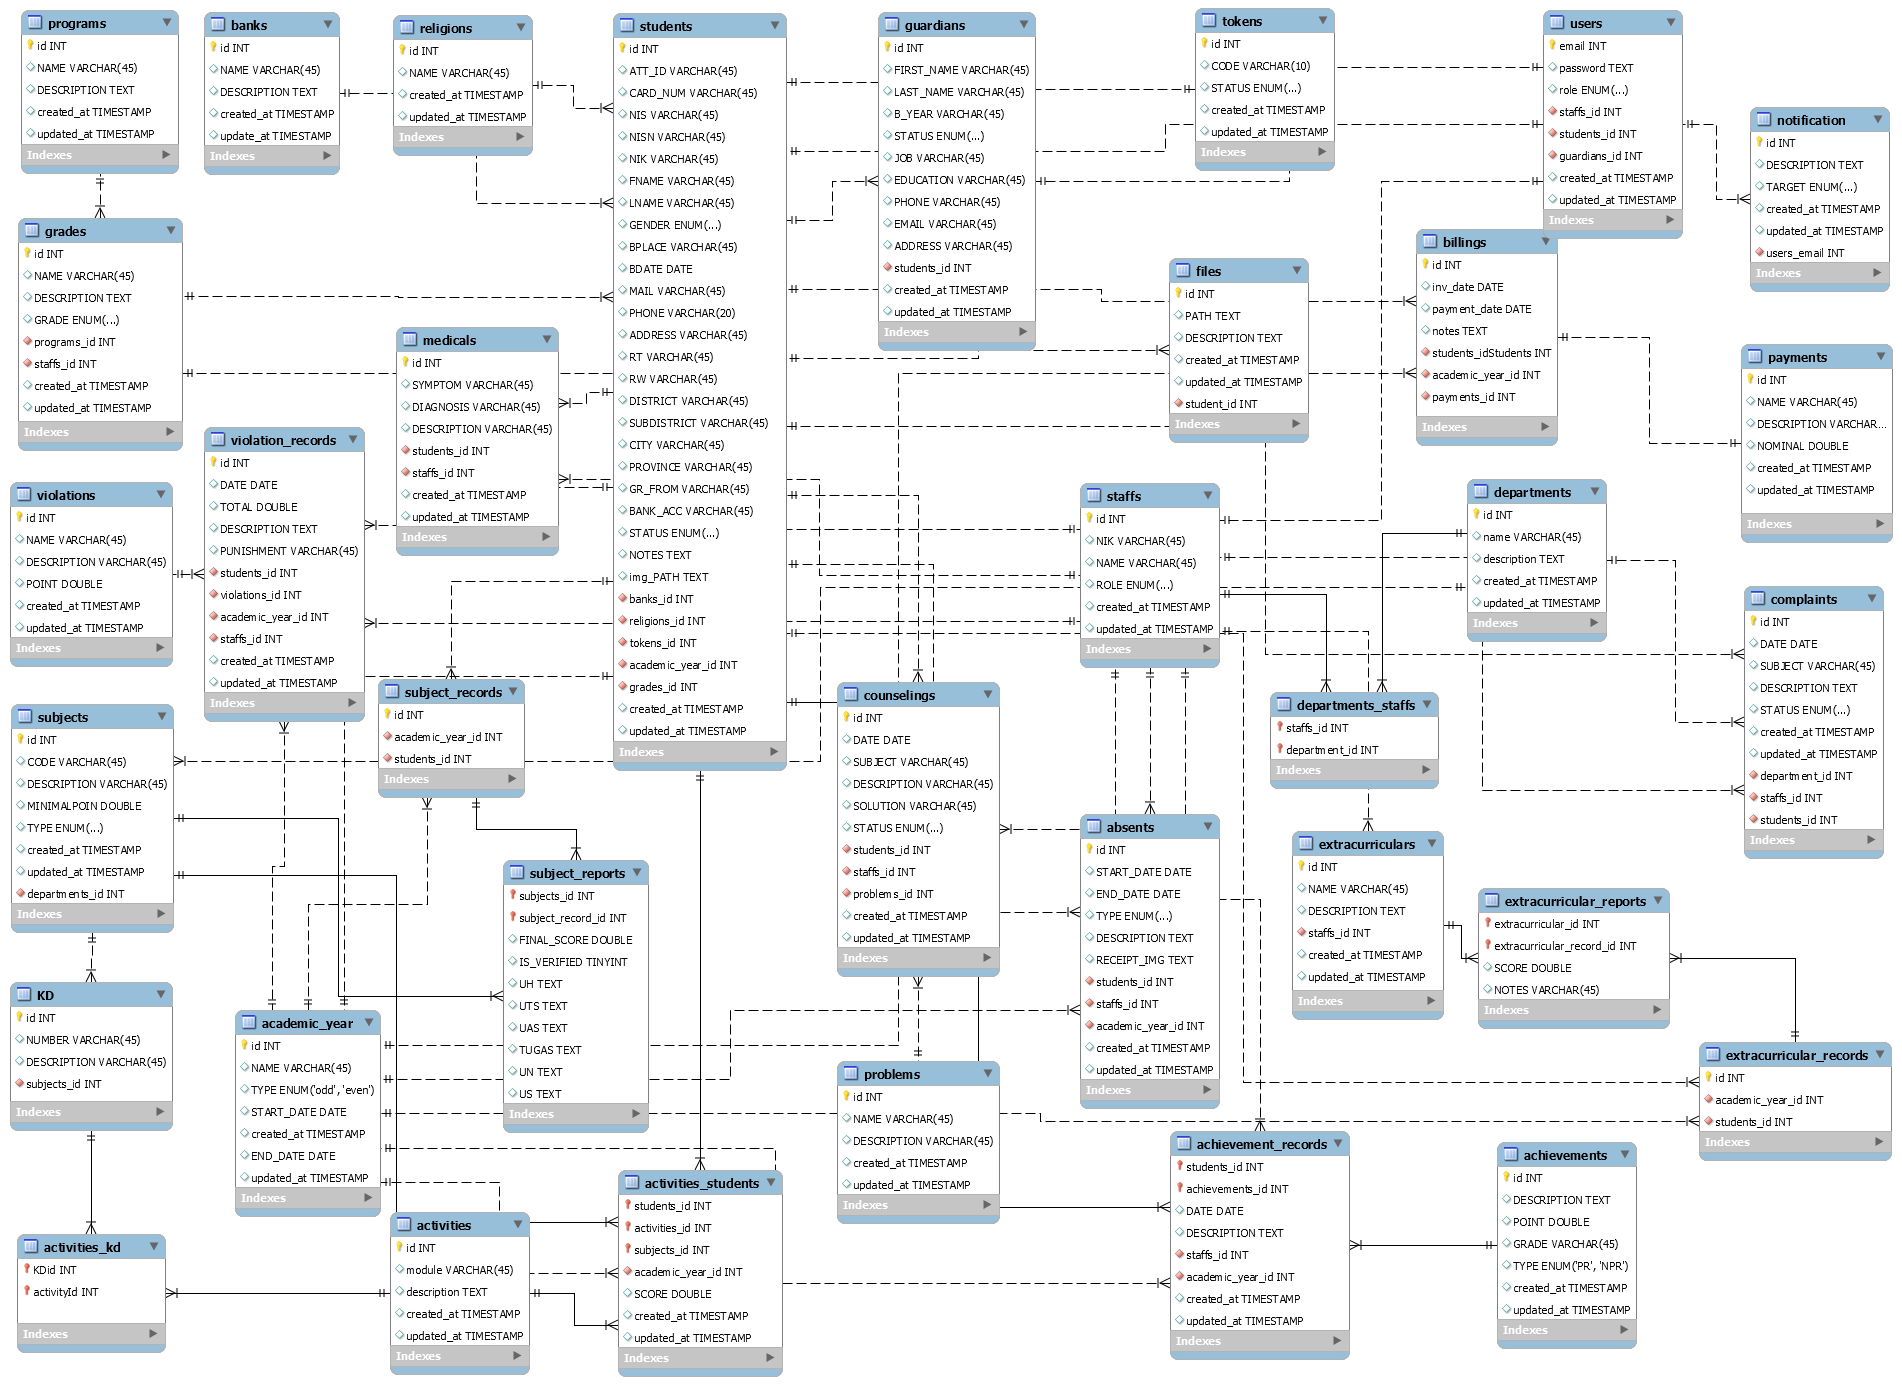 programs
id INT
NAME VARCHAR(45)
DESCRIPTION TEXT
created_at TIMESTAMP
updated_at TIMESTAMP
Indexes
banks
id INT
NAME VARCHAR(45)
DESCRIPTION TEXT
created_at TIMESTAMP
update_at TIMESTAMP
Indexes
religions
id INT
NAME VARCHAR(45)
created_at TIMESTAMP
updated_at TIMESTAMP
Indexes
students
id INT
ATT_ID VARCHAR(45)
CARD_NUM VARCHAR(45)
NIS VARCHAR(45)
NISN VARCHAR(45)
NIK VARCHAR(45)
FNAME VARCHAR(45)
LNAME VARCHAR(45)
GENDER ENUM(...)
BPLACE VARCHAR(45)
BDATE DATE
MAIL VARCHAR(45)
PHONE VARCHAR(20)
ADDRESS VARCHAR(45)
RT VARCHAR(45)
RW VARCHAR(45)
DISTRICT VARCHAR(45)
SUBDISTRICT VARCHAR(45)
CITY VARCHAR(45)
PROVINCE VARCHAR(45)
GR_FROM VARCHAR(45)
BANK_ACC VARCHAR(45)
STATUS ENUM(...)
NOTES TEXT
img_PATH TEXT
banks_id INT
religions_id INT
tokens_id INT
academic_year_id INT
grades_id INT
created_at TIMESTAMP
updated_at TIMESTAMP
Indexes
guardians
id INT
FIRST_NAME VARCHAR(45)
LAST_NAME VARCHAR(45)
B_YEAR VARCHAR(45)
STATUS ENUM(...)
JOB VARCHAR(45)
EDUCATION VARCHAR(45)
PHONE VARCHAR(45)
EMAIL VARCHAR(45)
ADDRESS VARCHAR(45)
students_id INT
created_at TIMESTAMP
updated_at TIMESTAMP
Indexes
tokens
id INT
CODE VARCHAR(10)
STATUS ENUM(...)
created_at TIMESTAMP
updated_at TIMESTAMP
Indexes
users
email INT
password TEXT
role ENUM(...)
staffs_id INT
students_id INT
guardians_id INT
created_at TIMESTAMP
updated_at TIMESTAMP
Indexes
notification
id INT
DESCRIPTION TEXT
TARGET ENUM(...)
created_at TIMESTAMP
updated_at TIMESTAMP
users_email INT
Indexes
grades
id INT
NAME VARCHAR(45)
DESCRIPTION TEXT
GRADE ENUM(...)
programs_id INT
staffs_id INT
created_at TIMESTAMP
updated_at TIMESTAMP
Indexes
medicals
id INT
SYMPTOM VARCHAR(45)
DIAGNOSIS VARCHAR(45)
DESCRIPTION VARCHAR(45)
students_id INT
staffs_id INT
created_at TIMESTAMP
updated_at TIMESTAMP
Indexes
files
id INT
PATH TEXT
DESCRIPTION TEXT
created_at TIMESTAMP
updated_at TIMESTAMP
student_id INT
Indexes
billings
id INT
inv_date DATE
payment_date DATE
notes TEXT
students_idStudents INT
academic_year_id INT
payments_id INT
Indexes
payments
id INT
NAME VARCHAR(45)
DESCRIPTION VARCHAR...
NOMINAL DOUBLE
created_at TIMESTAMP
updated_at TIMESTAMP
Indexes
violation_records
id INT
DATE DATE
TOTAL DOUBLE
DESCRIPTION TEXT
PUNISHMENT VARCHAR(45)
students_id INT
violations_id INT
academic_year_id INT
staffs_id INT
created_at TIMESTAMP
updated_at TIMESTAMP
Indexes
violations
id INT
NAME VARCHAR(45)
DESCRIPTION VARCHAR(45)
POINT DOUBLE
created_at TIMESTAMP
updated_at TIMESTAMP
Indexes
staffs
id INT
NIK VARCHAR(45)
NAME VARCHAR(45)
ROLE ENUM(...)
created_at TIMESTAMP
updated_at TIMESTAMP
Indexes
departments
id INT
name VARCHAR(45)
description TEXT
created_at TIMESTAMP
updated_at TIMESTAMP
Indexes
complaints
id INT
DATE DATE
SUBJECT VARCHAR(45)
DESCRIPTION TEXT
STATUS ENUM(...)
created_at TIMESTAMP
updated_at TIMESTAMP
department_id INT
staffs_id INT
students_id INT
Indexes
subjects
id INT
CODE VARCHAR(45)
DESCRIPTION VARCHAR(45)
MINIMALPOIN DOUBLE
TYPE ENUM(...)
created_at TIMESTAMP
updated_at TIMESTAMP
departments_id INT
Indexes
subject_records
id INT
academic_year_id INT
students_id INT
Indexes
counselings
id INT
DATE DATE
SUBJECT VARCHAR(45)
DESCRIPTION VARCHAR(45)
SOLUTION VARCHAR(45)
STATUS ENUM(...)
students_id INT
staffs_id INT
problems_id INT
created_at TIMESTAMP
updated_at TIMESTAMP
Indexes
departments_staffs
staffs_id INT
department_id INT
Indexes
absents
id INT
START_DATE DATE
END_DATE DATE
TYPE ENUM(...)
DESCRIPTION TEXT
RECEIPT_IMG TEXT
students_id INT
staffs_id INT
academic_year_id INT
created_at TIMESTAMP
updated_at TIMESTAMP
Indexes
extracurriculars
id INT
NAME VARCHAR(45)
DESCRIPTION TEXT
staffs_id INT
created_at TIMESTAMP
updated_at TIMESTAMP
Indexes
extracurricular_reports
extracurricular_id INT
extracurricular_record_id INT
SCORE DOUBLE
NOTES VARCHAR(45)
Indexes
subject_reports
subjects_id INT
subject_record_id INT
FINAL_SCORE DOUBLE
IS_VERIFIED TINYINT
UH TEXT
UTS TEXT
UAS TEXT
TUGAS TEXT
UN TEXT
US TEXT
Indexes
KD
id INT
NUMBER VARCHAR(45)
DESCRIPTION VARCHAR(45)
subjects_id INT
Indexes
academic_year
id INT
NAME VARCHAR(45)
TYPE ENUM('odd', 'even')
START_DATE DATE
created_at TIMESTAMP
END_DATE DATE
updated_at TIMESTAMP
Indexes
problems
id INT
NAME VARCHAR(45)
DESCRIPTION VARCHAR(45)
created_at TIMESTAMP
updated_at TIMESTAMP
Indexes
extracurricular_records
id INT
academic_year_id INT
students_id INT
Indexes
achievement_records
students_id INT
achievements_id INT
DATE DATE
DESCRIPTION TEXT
staffs_id INT
academic_year_id INT
created_at TIMESTAMP
updated_at TIMESTAMP
Indexes
achievements
id INT
DESCRIPTION TEXT
POINT DOUBLE
GRADE VARCHAR(45)
TYPE ENUM('PR', 'NPR')
created_at TIMESTAMP
updated_at TIMESTAMP
Indexes
activities_students
students_id INT
activities_id INT
subjects_id INT
academic_year_id INT
SCORE DOUBLE
created_at TIMESTAMP
updated_at TIMESTAMP
Indexes
activities
id INT
module VARCHAR(45)
description TEXT
created_at TIMESTAMP
updated_at TIMESTAMP
Indexes
activities_kd
KDid INT
activityId INT
Indexes